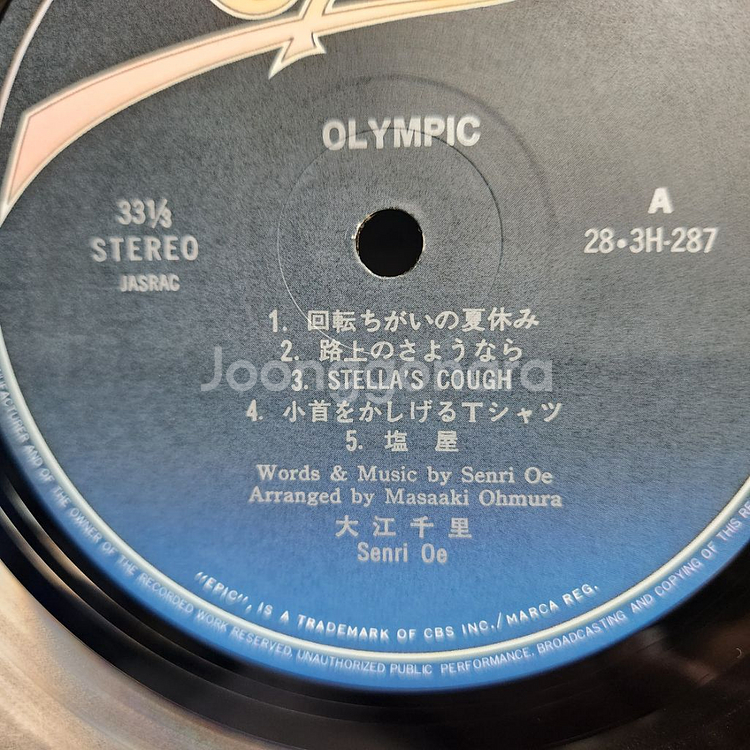 OLYMPIC
33⅓
STEREO
JASRAC
A
28•3H-287
1. 回転ちがいの夏休み
2. 路上のさようなら
3. STELLA'S COUGH
4. 小首をかしげるTシャツ
5. 塩 屋
Words & Music by Senri Oe
Arranged by Masaaki Ohmura
大 江 千 里
Senri Oe
"EPIC", IS A TRADEMARK OF CBS INC./MARCA REG.
AND OF THE OWNER OF THE RECORDED WORK RESERVED. UNAUTHORIZED PUBLIC PERFORMANCE, BROADCASTING AND COPYING OF THIS
Joonggonara